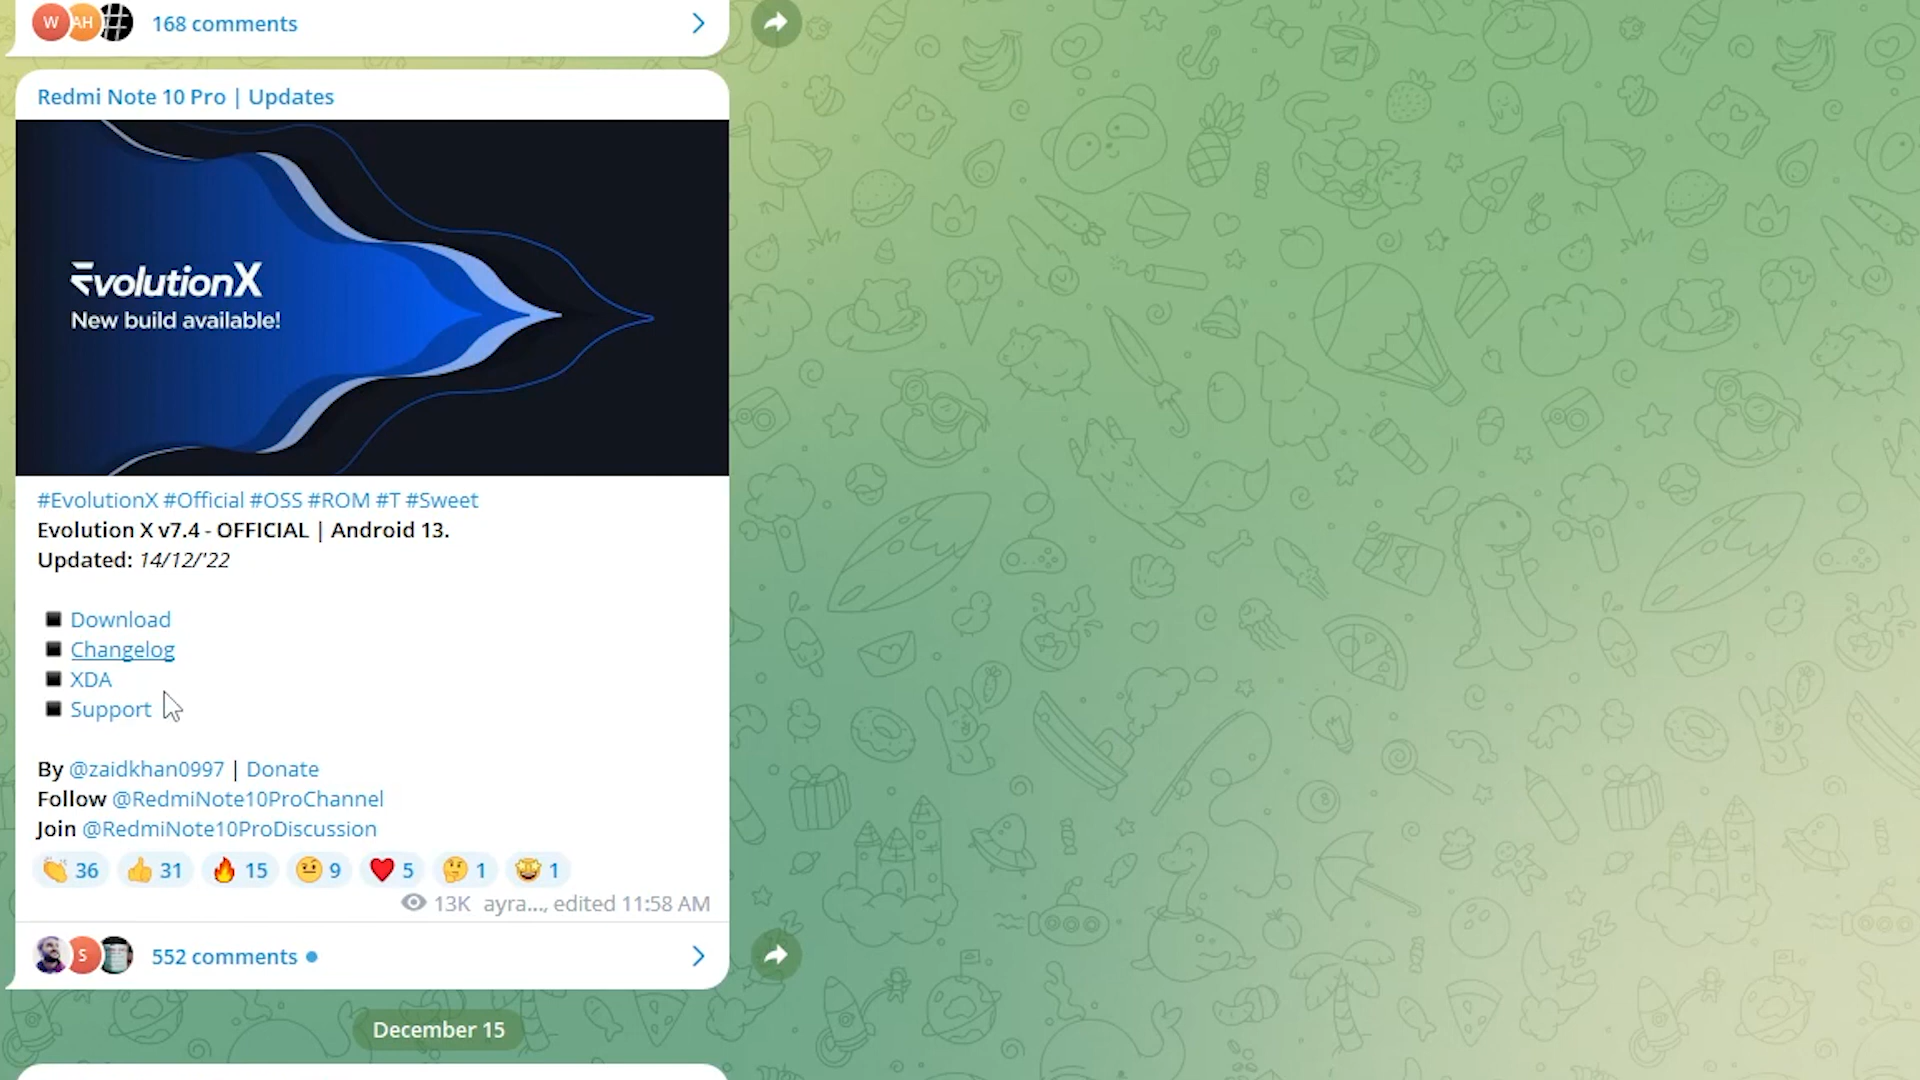 W AH # 168 comments
Redmi Note 10 Pro | Updates
EvolutionX
New build available!
#EvolutionX #Official #OSS #ROM #T #Sweet
Evolution X v7.4 - OFFICIAL | Android 13.
Updated: 14/12/'22
Download
Changelog
XDA
Support
By @zaidkhan0997 | Donate
Follow @RedmiNote10ProChannel
Join @RedmiNote10ProDiscussion
👏 36 👍 31 🔥 15 🤨 9 ❤ 5 🤔 1 🤩 1
13K ayra..., edited 11:58 AM
S 552 comments
December 15